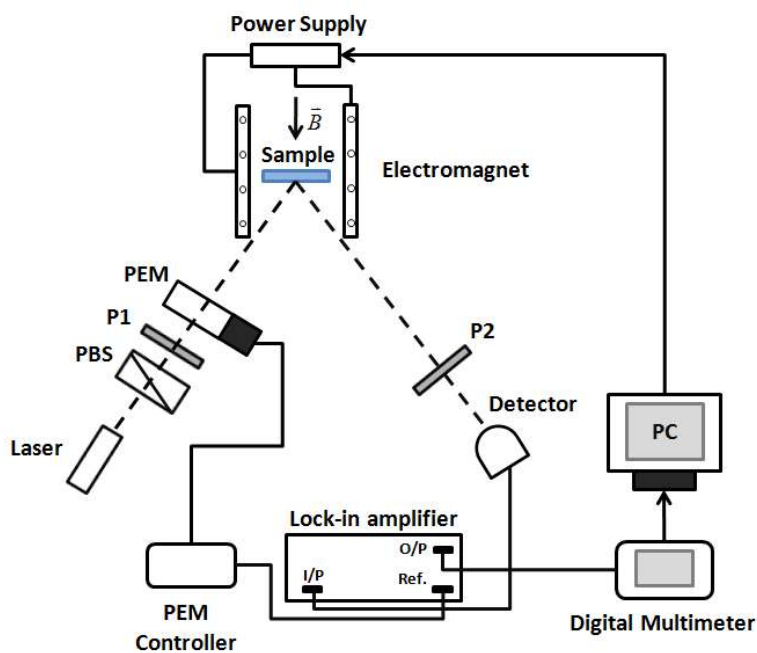 Power Supply
B̅
Sample
Electromagnet
PEM
P1
PBS
Laser
P2
Detector
PC
Lock-in amplifier
O/P
I/P
Ref.
PEM
Controller
Digital Multimeter